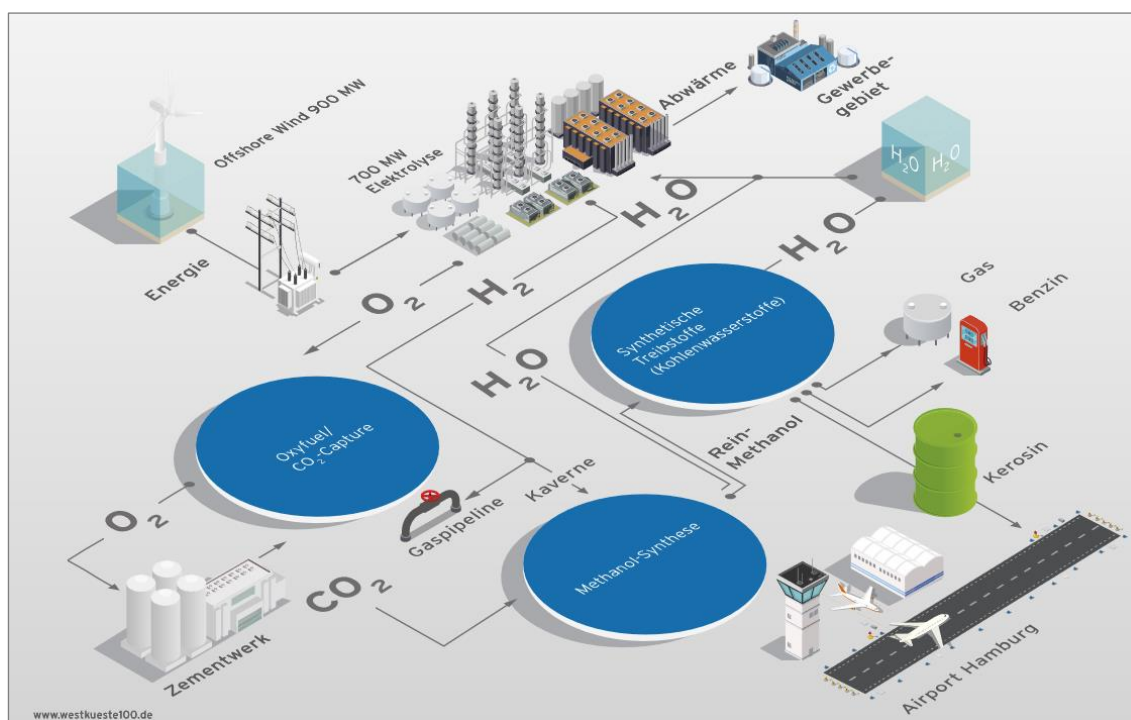 Offshore Wind 900 MW
Energie
700 MW
Elektrolyse
Abwärme
Gewerbe-
gebiet
H₂O H₂O
H₂O
H₂O
O₂
H₂
H₂O
Synthetische
Treibstoffe
(Kohlenwasserstoffe)
Gas
Benzin
Kerosin
Rein-
Methanol
Oxyfuel/
CO₂-Capture
O₂
Gaspipeline
Kaverne
Methanol-Synthese
CO₂
Zementwerk
Airport Hamburg
www.westkueste100.de